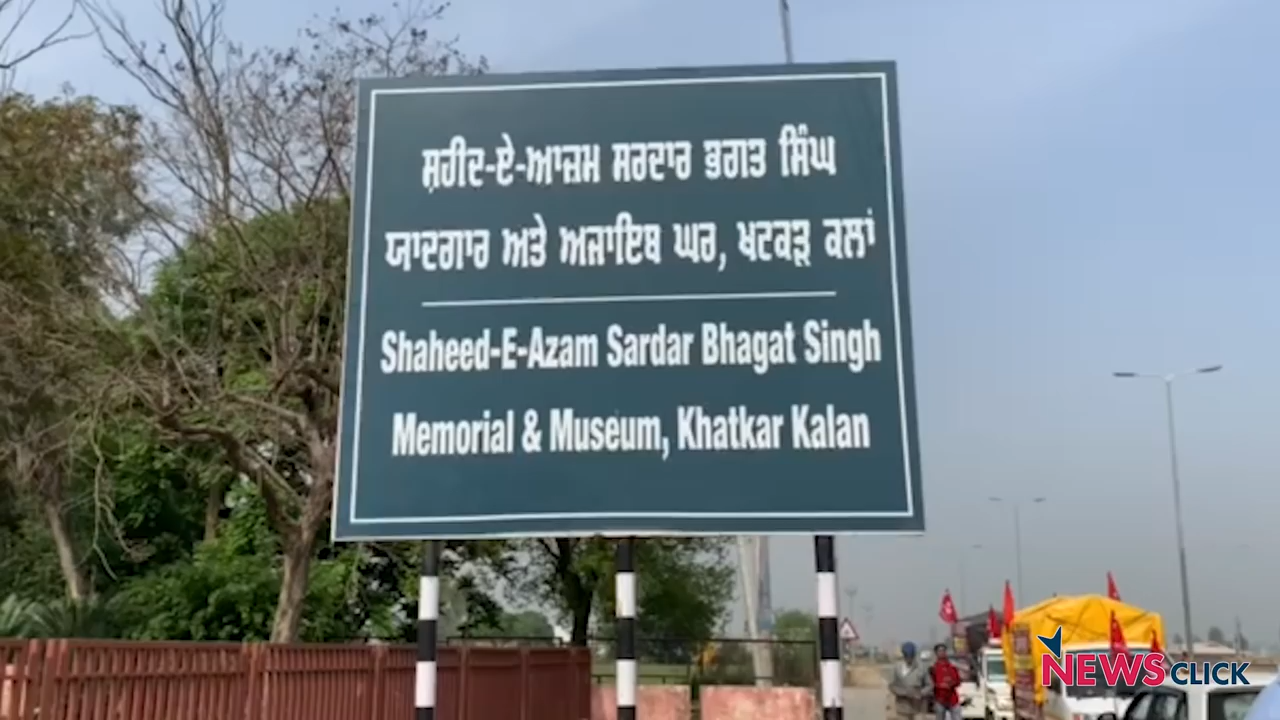 ਸ਼ਹੀਦ-ਏ-ਆਜ਼ਮ ਸਰਦਾਰ ਭਗਤ ਸਿੰਘ
ਯਾਦਗਾਰ ਅਤੇ ਅਜਾਇਬ ਘਰ, ਖਟਕੜ ਕਲਾਂ
Shaheed-E-Azam Sardar Bhagat Singh
Memorial & Museum, Khatkar Kalan
NEWSCLICK